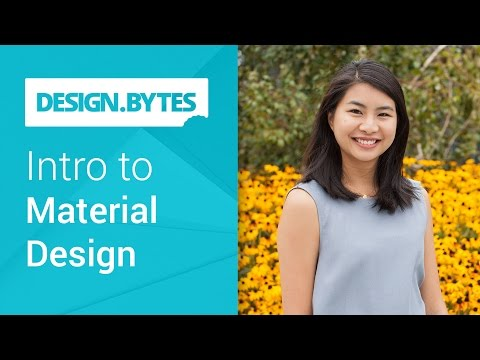 DESIGN.BYTES
Intro to
Material
Design